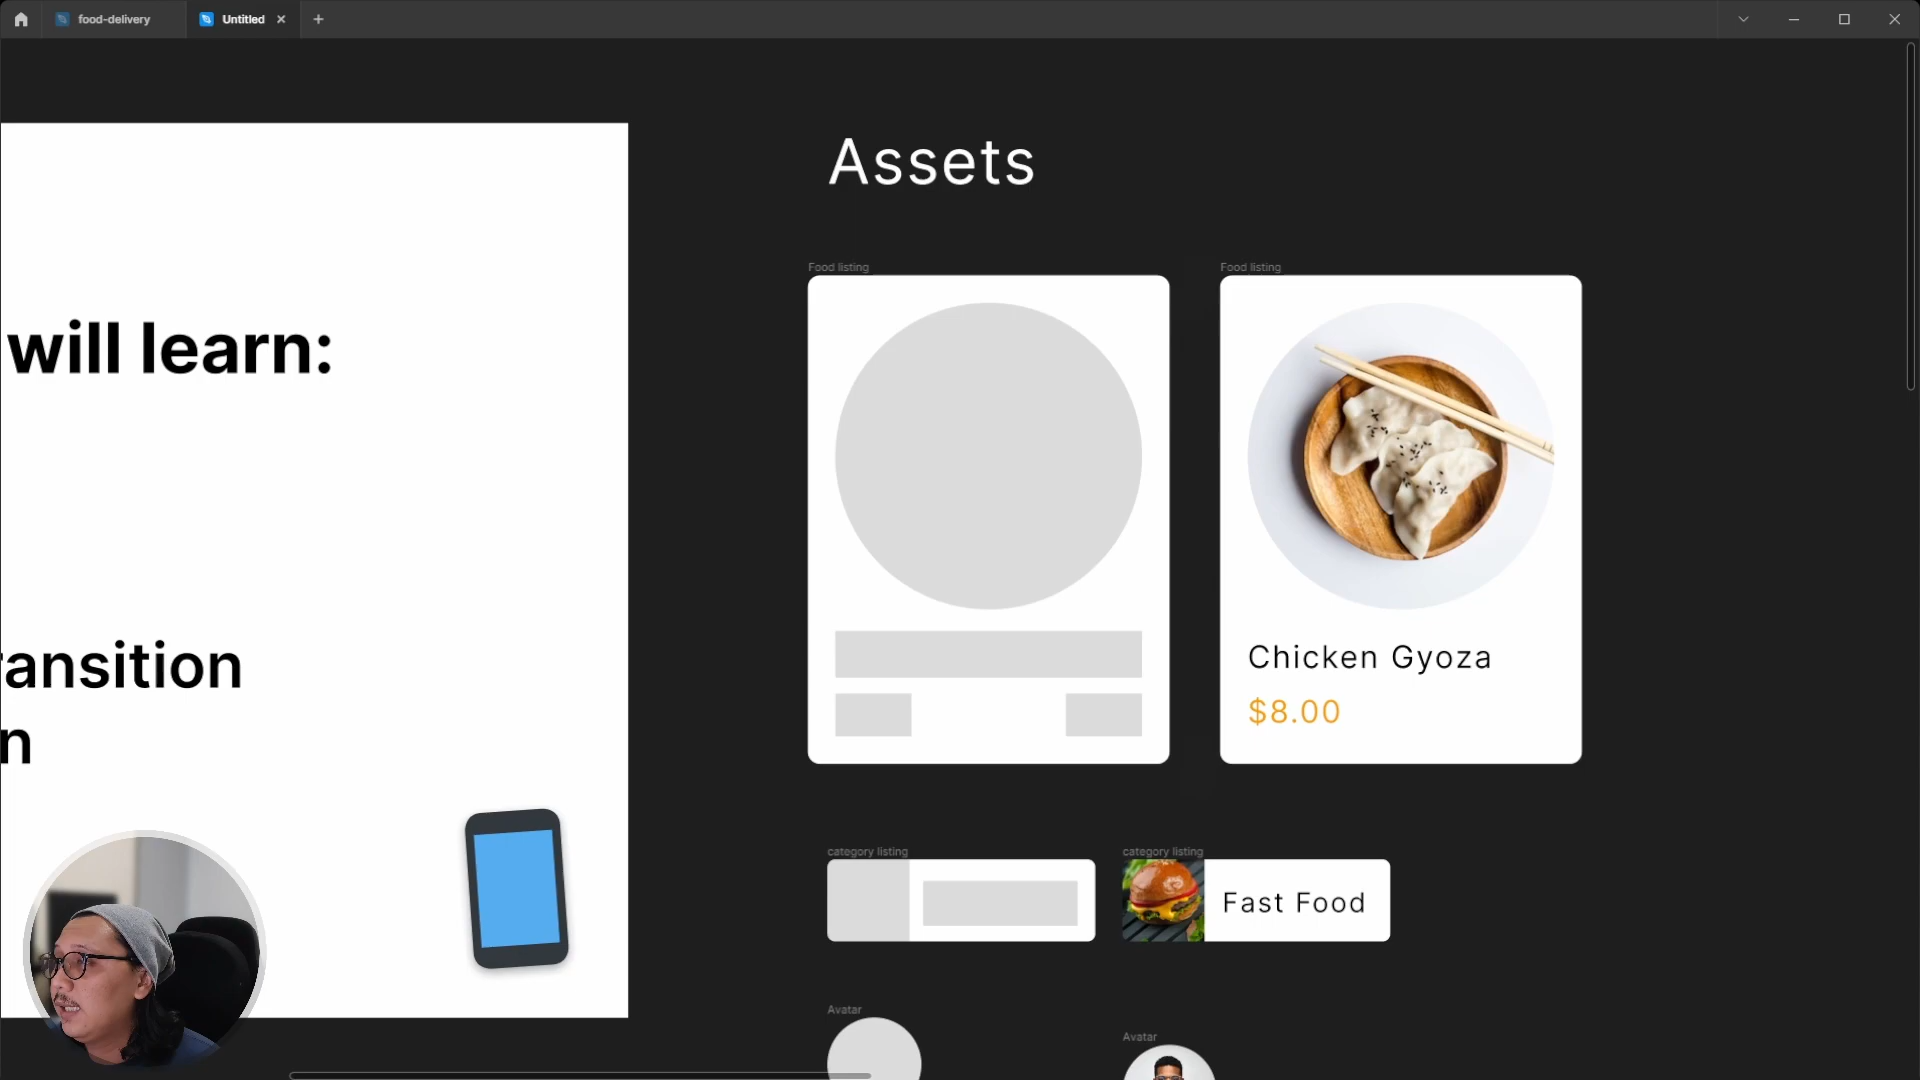 food-delivery
Untitled
Assets
will learn:
ansition
n
Food listing
Food listing
Chicken Gyoza
$8.00
category listing
category listing
Fast Food
Avatar
Avatar